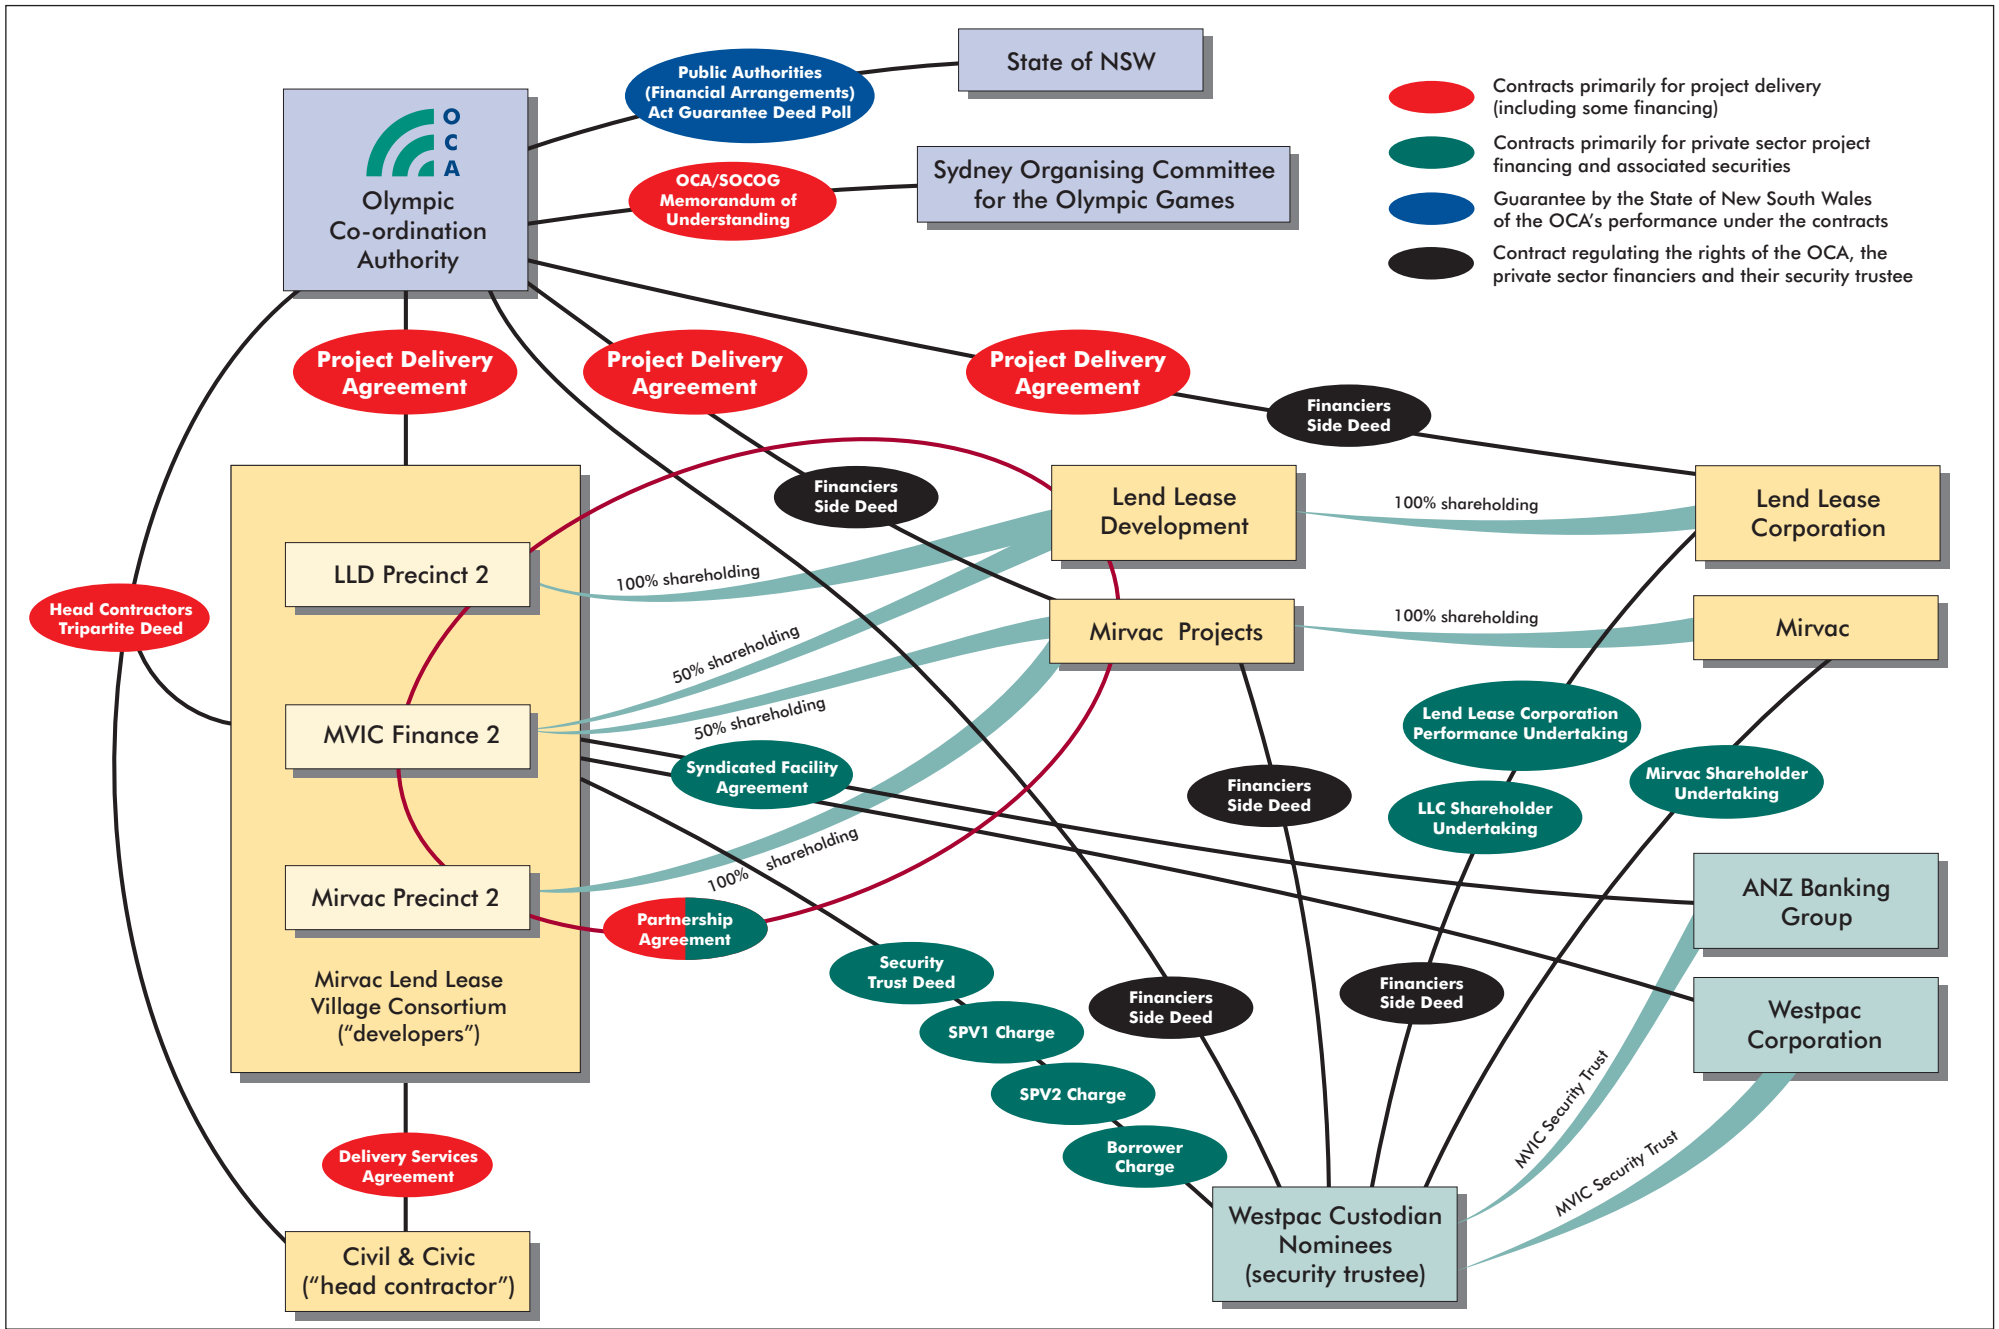 Public Authorities
(Financial Arrangements)
Act Guarantee Deed Poll
State of NSW
O
C
A
Olympic
Co-ordination
Authority
OCA/SOCOG
Memorandum of
Understanding
Sydney Organising Committee
for the Olympic Games
Contracts primarily for project delivery
(including some financing)
Contracts primarily for private sector project
financing and associated securities
Guarantee by the State of New South Wales
of the OCA's performance under the contracts
Contract regulating the rights of the OCA, the
private sector financiers and their security trustee
Project Delivery
Agreement
Project Delivery
Agreement
Project Delivery
Agreement
Financiers
Side Deed
Financiers
Side Deed
Lend Lease
Development
100% shareholding
Lend Lease
Corporation
LLD Precinct 2
100% shareholding
Head Contractors
Tripartite Deed
Mirvac Projects
100% shareholding
Mirvac
50% shareholding
50% shareholding
MVIC Finance 2
Syndicated Facility
Agreement
Lend Lease Corporation
Performance Undertaking
Financiers
Side Deed
LLC Shareholder
Undertaking
Mirvac Shareholder
Undertaking
100% shareholding
Mirvac Precinct 2
Partnership
Agreement
ANZ Banking
Group
Mirvac Lend Lease
Village Consortium
("developers")
Security
Trust Deed
Financiers
Side Deed
Financiers
Side Deed
Westpac
Corporation
SPV1 Charge
SPV2 Charge
MVIC Security Trust
MVIC Security Trust
Borrower
Charge
Delivery Services
Agreement
Westpac Custodian
Nominees
(security trustee)
Civil & Civic
("head contractor")